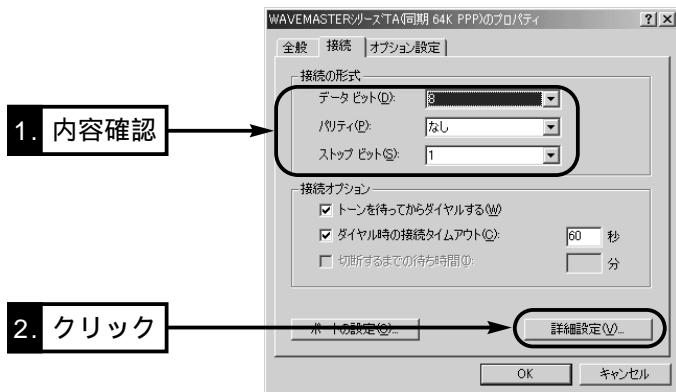 WAVEMASTERシリーズTA(同期 64K PPP)のプロパティ
全般 接続 オプション設定
接続の形式
データ ビット(D): 8
パリティ(P): なし
ストップ ビット(S): 1
1. 内容確認
接続オプション
トーンを待ってからダイヤルする(W)
ダイヤル時の接続タイムアウト(C): 60 秒
切断するまでの待ち時間(I): 分
2. クリック
ポートの設定(O)... 詳細設定(V)...
OK キャンセル